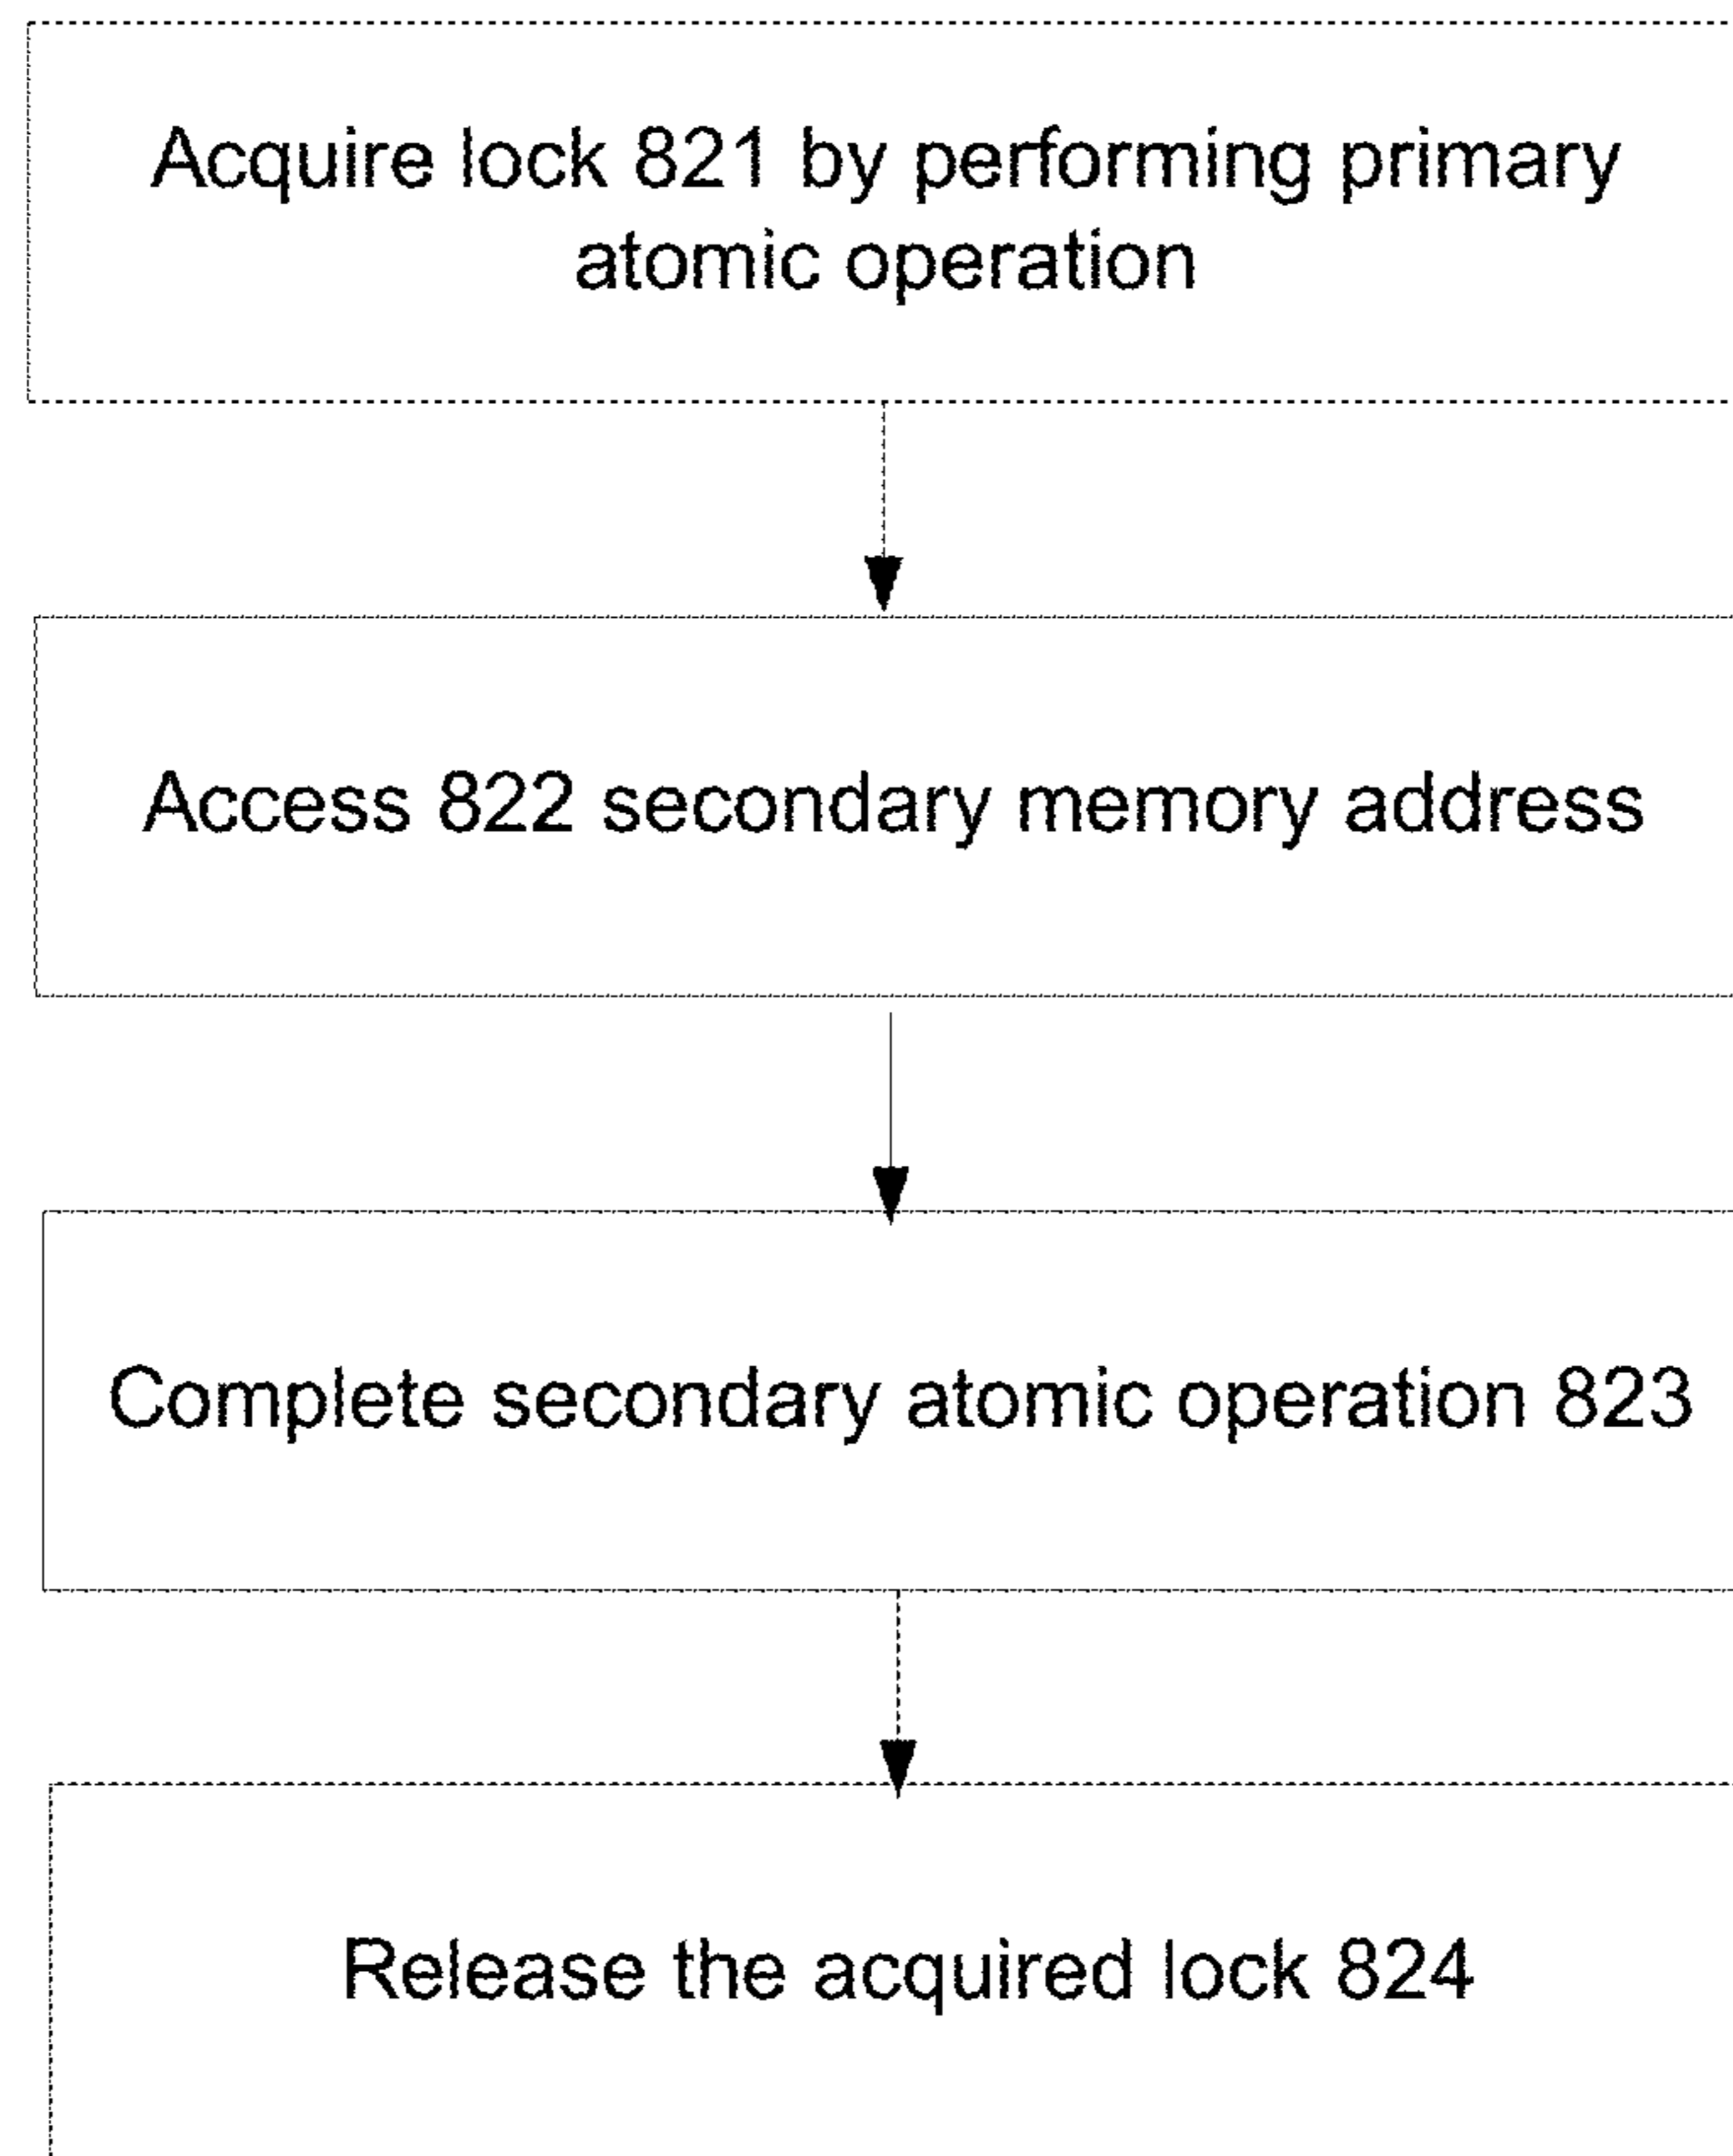 Acquire lock 821 by performing primary
atomic operation
Access 822 secondary memory address
Complete secondary atomic operation 823
Release the acquired lock 824